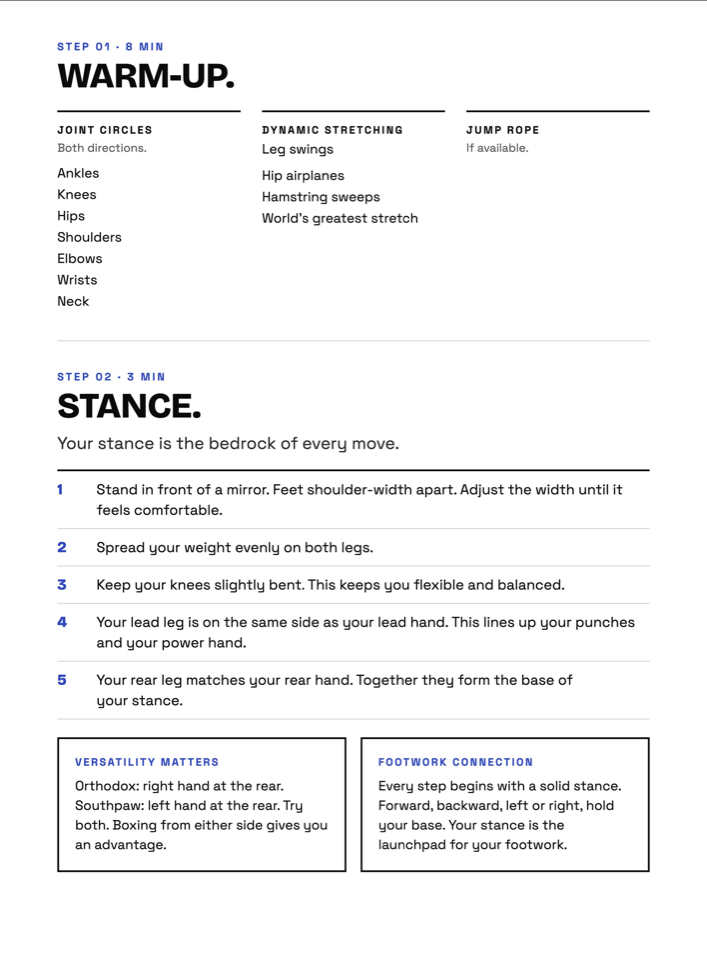 STEP 01 · 8 MIN
WARM-UP.
JOINT CIRCLES
Both directions.
Ankles
Knees
Hips
Shoulders
Elbows
Wrists
Neck
DYNAMIC STRETCHING
Leg swings
Hip airplanes
Hamstring sweeps
World's greatest stretch
JUMP ROPE
If available.
STEP 02 · 3 MIN
STANCE.
Your stance is the bedrock of every move.
1 Stand in front of a mirror. Feet shoulder-width apart. Adjust the width until it
feels comfortable.
2 Spread your weight evenly on both legs.
3 Keep your knees slightly bent. This keeps you flexible and balanced.
4 Your lead leg is on the same side as your lead hand. This lines up your punches
and your power hand.
5 Your rear leg matches your rear hand. Together they form the base of
your stance.
VERSATILITY MATTERS
Orthodox: right hand at the rear.
Southpaw: left hand at the rear. Try
both. Boxing from either side gives you
an advantage.
FOOTWORK CONNECTION
Every step begins with a solid stance.
Forward, backward, left or right, hold
your base. Your stance is the
launchpad for your footwork.